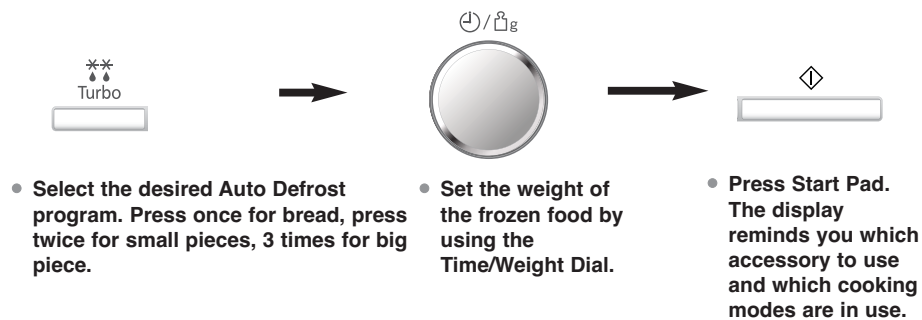 / g
Turbo
• Select the desired Auto Defrost
program. Press once for bread, press
twice for small pieces, 3 times for big
piece.
• Set the weight of
the frozen food by
using the
Time/Weight Dial.
• Press Start Pad.
The display
reminds you which
accessory to use
and which cooking
modes are in use.